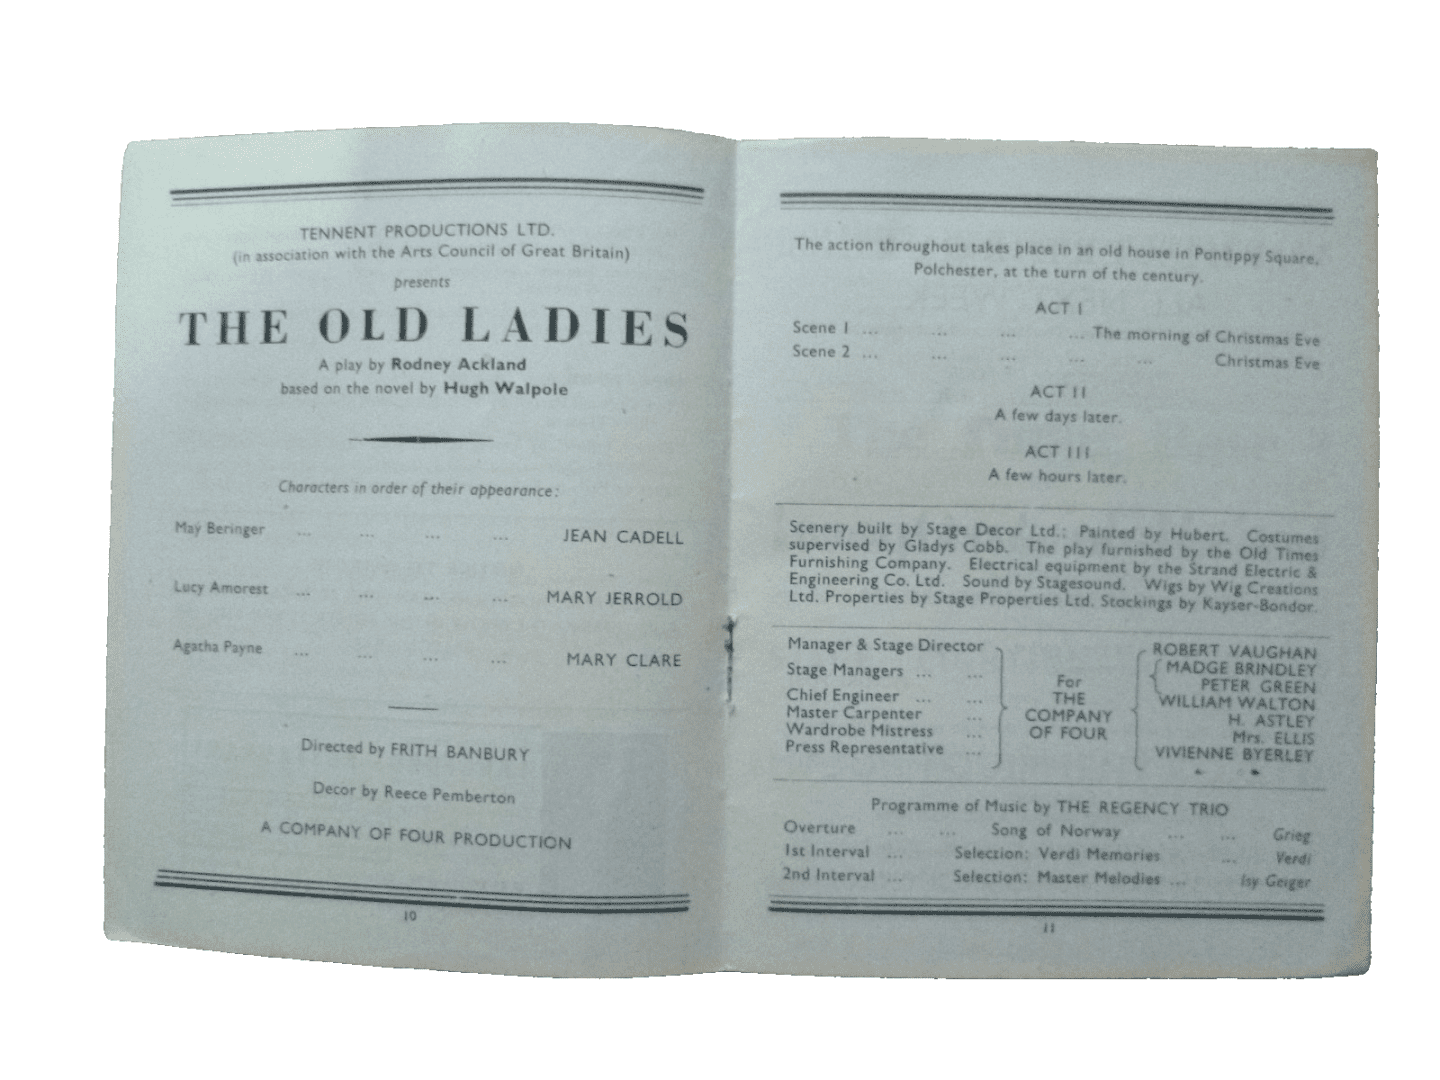 TENNENT PRODUCTIONS LTD.
(in association with the Arts Council of Great Britain)
presents
THE OLD LADIES
A play by Rodney Ackland
based on the novel by Hugh Walpole
Characters in order of their appearance:
May Beringer ... ... ... ... JEAN CADELL
Lucy Amorest ... ... ... ... MARY JERROLD
Agatha Payne ... ... ... ... MARY CLARE
Directed by FRITH BANBURY
Decor by Reece Pemberton
A COMPANY OF FOUR PRODUCTION
10
The action throughout takes place in an old house in Pontippy Square,
Polchester, at the turn of the century.
ACT I
Scene 1 ... ... ... ... The morning of Christmas Eve
Scene 2 ... ... ... ... ... Christmas Eve
ACT II
A few days later.
ACT III
A few hours later.
Scenery built by Stage Decor Ltd.; Painted by Hubert. Costumes
supervised by Gladys Cobb. The play furnished by the Old Times
Furnishing Company. Electrical equipment by the Strand Electric &
Engineering Co. Ltd. Sound by Stagesound. Wigs by Wig Creations
Ltd. Properties by Stage Properties Ltd. Stockings by Kayser-Bondor.
Manager & Stage Director ROBERT VAUGHAN
Stage Managers ... ... MADGE BRINDLEY
PETER GREEN
Chief Engineer ... ... WILLIAM WALTON
Master Carpenter ... H. ASTLEY
Wardrobe Mistress ... Mrs. ELLIS
Press Representative ... VIVIENNE BYERLEY
For
THE
COMPANY
OF FOUR
Programme of Music by THE REGENCY TRIO
Overture ... ... Song of Norway ... ... Grieg
1st Interval ... Selection: Verdi Memories ... Verdi
2nd Interval ... Selection: Master Melodies ... Isy Geiger
11